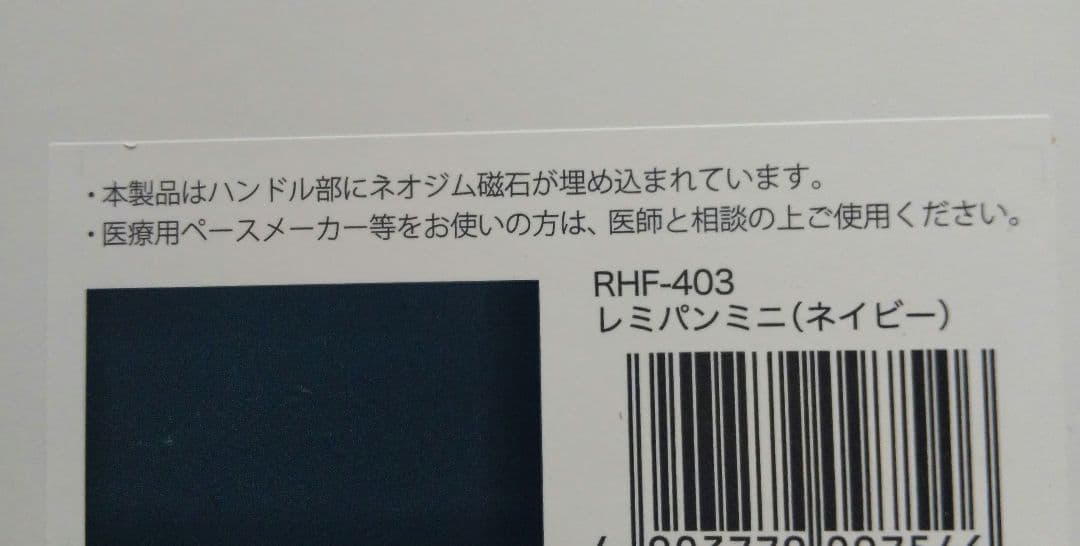 ・本製品はハンドル部にネオジム磁石が埋め込まれています。
・医療用ペースメーカー等をお使いの方は、医師と相談の上ご使用ください。
RHF-403
レミパンミニ（ネイビー）